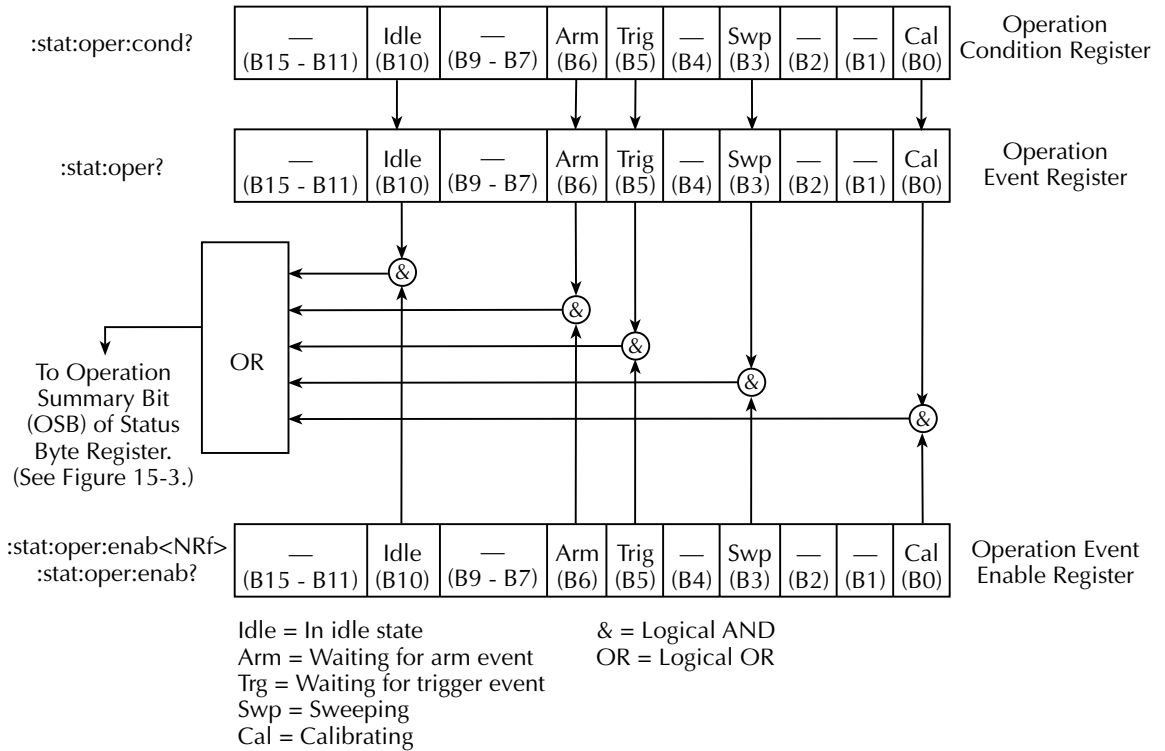 :stat:oper:cond?
— (B15 - B11)
Idle (B10)
— (B9 - B7)
Arm (B6)
Trig (B5)
— (B4)
Swp (B3)
— (B2)
— (B1)
Cal (B0)
Operation
Condition Register
:stat:oper?
— (B15 - B11)
Idle (B10)
— (B9 - B7)
Arm (B6)
Trig (B5)
— (B4)
Swp (B3)
— (B2)
— (B1)
Cal (B0)
Operation
Event Register
&
&
&
&
&
OR
To Operation
Summary Bit
(OSB) of Status
Byte Register.
(See Figure 15-3.)
:stat:oper:enab<NRf>
:stat:oper:enab?
— (B15 - B11)
Idle (B10)
— (B9 - B7)
Arm (B6)
Trig (B5)
— (B4)
Swp (B3)
— (B2)
— (B1)
Cal (B0)
Operation Event
Enable Register
Idle = In idle state
Arm = Waiting for arm event
Trg = Waiting for trigger event
Swp = Sweeping
Cal = Calibrating
& = Logical AND
OR = Logical OR